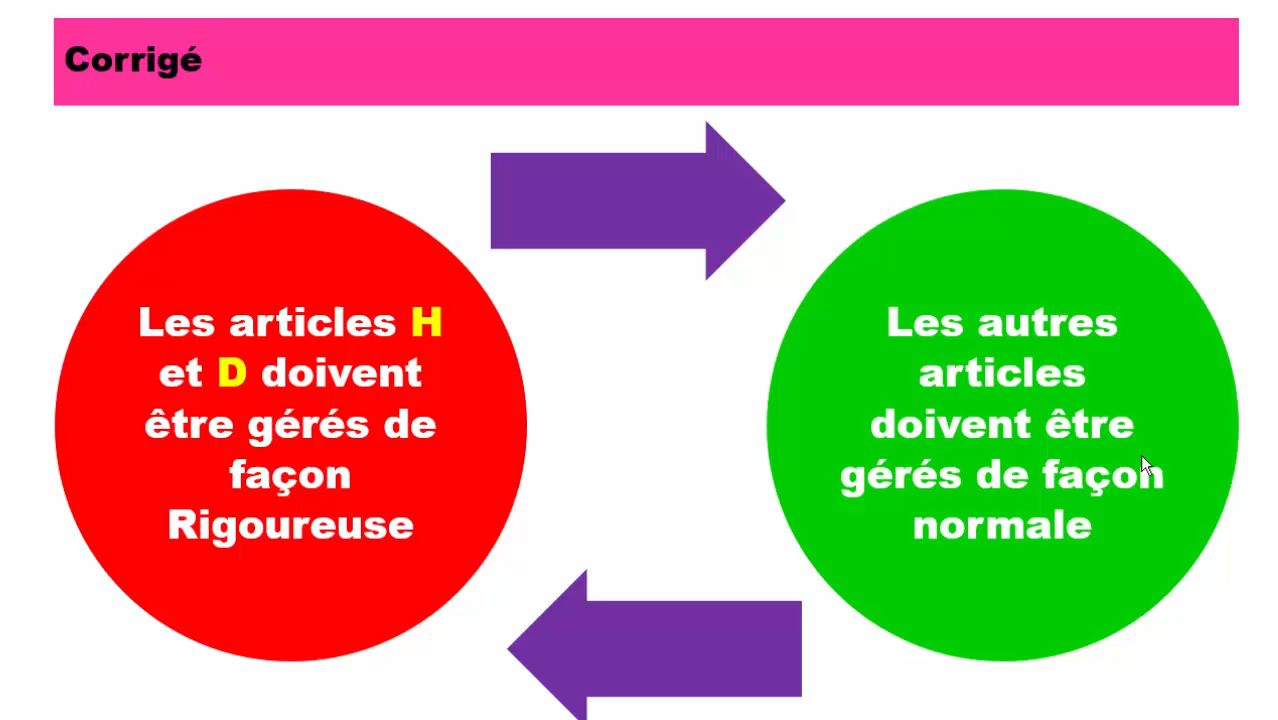 Corrigé
Les articles H
et D doivent
être gérés de
façon
Rigoureuse
Les autres
articles
doivent être
gérés de façon
normale